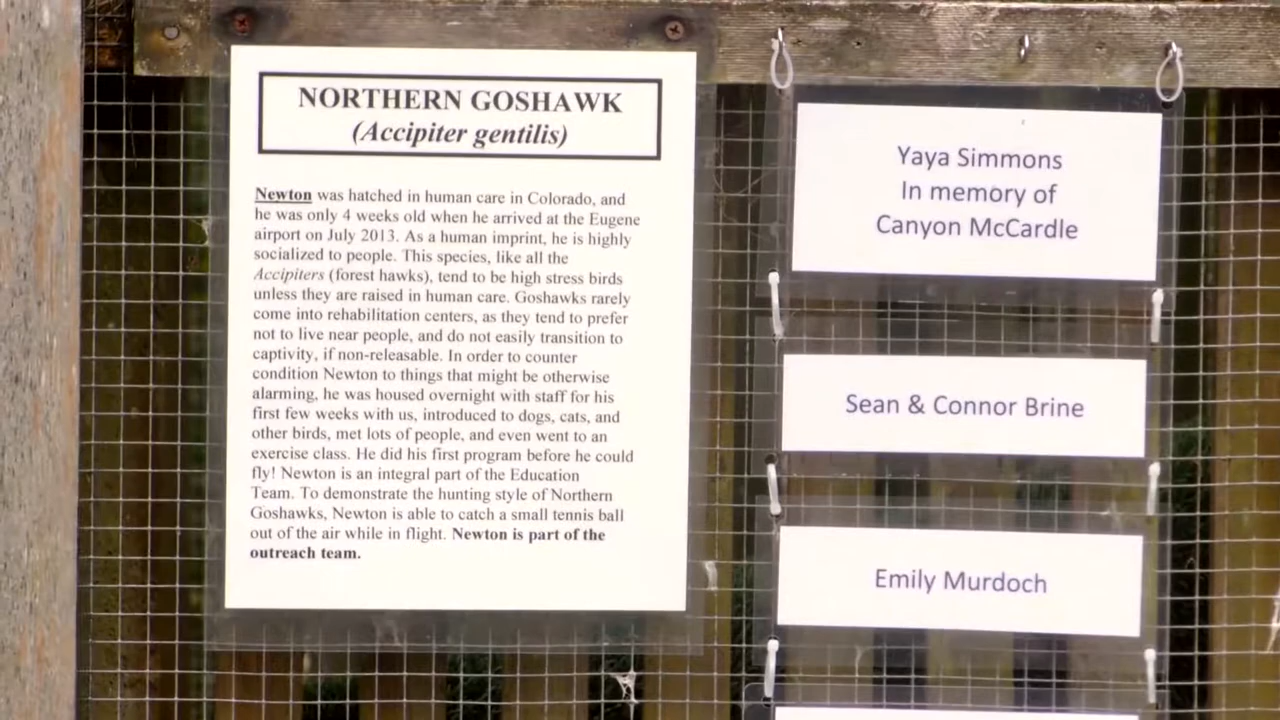 NORTHERN GOSHAWK
(Accipiter gentilis)
Newton was hatched in human care in Colorado, and
he was only 4 weeks old when he arrived at the Eugene
airport on July 2013. As a human imprint, he is highly
socialized to people. This species, like all the
Accipiters (forest hawks), tend to be high stress birds
unless they are raised in human care. Goshawks rarely
come into rehabilitation centers, as they tend to prefer
not to live near people, and do not easily transition to
captivity, if non-releasable. In order to counter
condition Newton to things that might be otherwise
alarming, he was housed overnight with staff for his
first few weeks with us, introduced to dogs, cats, and
other birds, met lots of people, and even went to an
exercise class. He did his first program before he could
fly! Newton is an integral part of the Education
Team. To demonstrate the hunting style of Northern
Goshawks, Newton is able to catch a small tennis ball
out of the air while in flight. Newton is part of the
outreach team.
Yaya Simmons
In memory of
Canyon McCardle
Sean & Connor Brine
Emily Murdoch